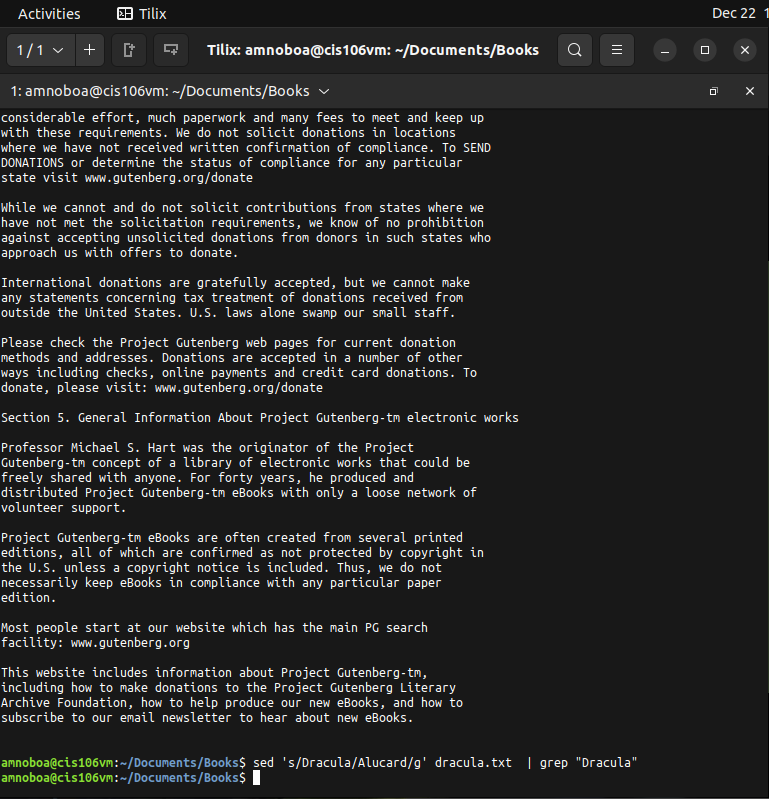 Activities Tilix Dec 22 1
1 / 1 + Tilix: amnoboa@cis106vm: ~/Documents/Books
1: amnoboa@cis106vm: ~/Documents/Books
considerable effort, much paperwork and many fees to meet and keep up
with these requirements. We do not solicit donations in locations
where we have not received written confirmation of compliance. To SEND
DONATIONS or determine the status of compliance for any particular
state visit www.gutenberg.org/donate

While we cannot and do not solicit contributions from states where we
have not met the solicitation requirements, we know of no prohibition
against accepting unsolicited donations from donors in such states who
approach us with offers to donate.

International donations are gratefully accepted, but we cannot make
any statements concerning tax treatment of donations received from
outside the United States. U.S. laws alone swamp our small staff.

Please check the Project Gutenberg web pages for current donation
methods and addresses. Donations are accepted in a number of other
ways including checks, online payments and credit card donations. To
donate, please visit: www.gutenberg.org/donate

Section 5. General Information About Project Gutenberg-tm electronic works

Professor Michael S. Hart was the originator of the Project
Gutenberg-tm concept of a library of electronic works that could be
freely shared with anyone. For forty years, he produced and
distributed Project Gutenberg-tm eBooks with only a loose network of
volunteer support.

Project Gutenberg-tm eBooks are often created from several printed
editions, all of which are confirmed as not protected by copyright in
the U.S. unless a copyright notice is included. Thus, we do not
necessarily keep eBooks in compliance with any particular paper
edition.

Most people start at our website which has the main PG search
facility: www.gutenberg.org

This website includes information about Project Gutenberg-tm,
including how to make donations to the Project Gutenberg Literary
Archive Foundation, how to help produce our new eBooks, and how to
subscribe to our email newsletter to hear about new eBooks.

amnoboa@cis106vm:~/Documents/Books$ sed 's/Dracula/Alucard/g' dracula.txt  | grep "Dracula"
amnoboa@cis106vm:~/Documents/Books$